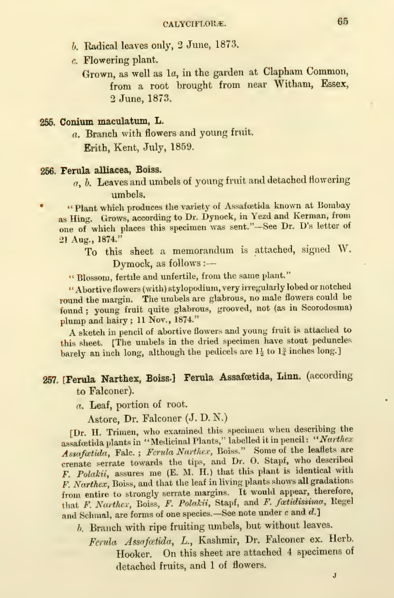 CALYCIFLORÆ. 65
b. Radical leaves only, 2 June, 1873.
c. Flowering plant.
Grown, as well as 1a, in the garden at Clapham Common,
from a root brought from near Witham, Essex,
2 June, 1873.
255. Conium maculatum, L.
a. Branch with flowers and young fruit.
Erith, Kent, July, 1859.
256. Ferula alliacea, Boiss.
a, b. Leaves and umbels of young fruit and detached flowering
umbels.
"Plant which produces the variety of Assafœtida known at Bombay
as Hing. Grows, according to Dr. Dynock, in Yezd and Kerman, from
one of which places this specimen was sent."—See Dr. D's letter of
21 Aug., 1874."
To this sheet a memorandum is attached, signed W.
Dymock, as follows:—
"Blossom, fertile and unfertile, from the same plant."
"Abortive flowers (with) stylopodium, very irregularly lobed or notched
round the margin. The umbels are glabrous, no male flowers could be
found; young fruit quite glabrous, grooved, not (as in Scorodosma)
plump and hairy; 11 Nov., 1874."
A sketch in pencil of abortive flowers and young fruit is attached to
this sheet. [The umbels in the dried specimen have stout peduncles
barely an inch long, although the pedicels are 1½ to 1¾ inches long.]
257. [Ferula Narthex, Boiss.] Ferula Assafœtida, Linn. (according
to Falconer).
a. Leaf, portion of root.
Astore, Dr. Falconer (J. D. N.)
[Dr. H. Trimen, who examined this specimen when describing the
assafœtida plants in "Medicinal Plants," labelled it in pencil: "Narthex
Assafœtida, Falc.; Ferula Narthex, Boiss." Some of the leaflets are
crenate serrate towards the tips, and Dr. O. Stapf, who described
F. Polakii, assures me (E. M. H.) that this plant is identical with
F. Narthex, Boiss, and that the leaf in living plants shows all gradations
from entire to strongly serrate margins. It would appear, therefore,
that F. Narthex, Boiss, F. Polakii, Stapf, and F. fœtidissima, Regel
and Schmal, are forms of one species.—See note under c and d.]
b. Branch with ripe fruiting umbels, but without leaves.
Ferula Assafœtida, L., Kashmir, Dr. Falconer ex. Herb.
Hooker. On this sheet are attached 4 specimens of
detached fruits, and 1 of flowers.
J